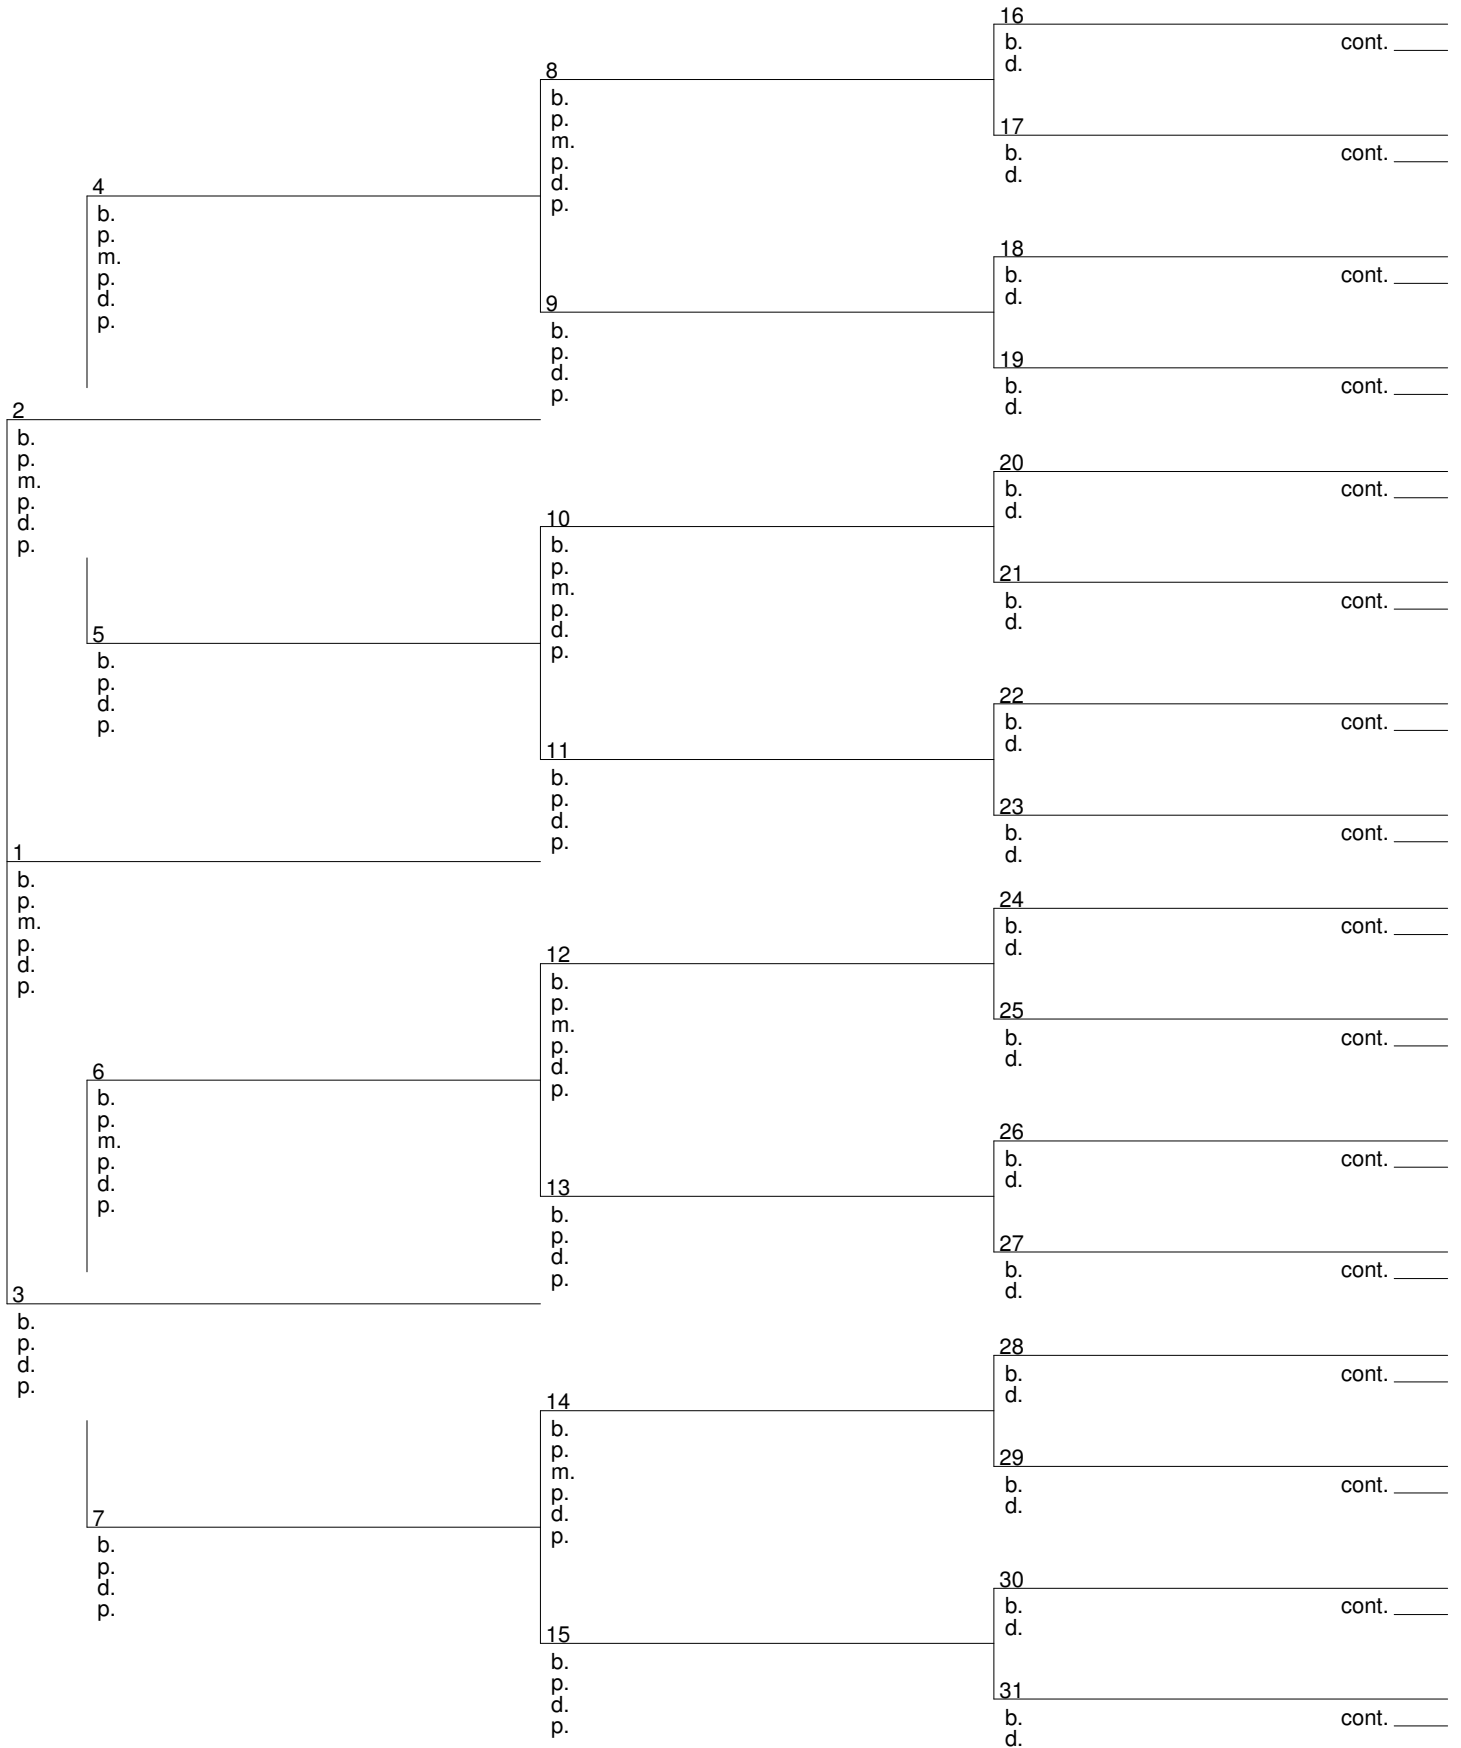 16
b. cont.
d.
8
b.
p.
m.
p.
d.
p.
17
b. cont.
d.
4
b.
p.
m.
p.
d.
p.
18
b. cont.
d.
9
b.
p.
d.
p.
19
b. cont.
d.
2
b.
p.
m.
p.
d.
p.
20
b. cont.
d.
10
b.
p.
m.
p.
d.
p.
21
b. cont.
d.
5
b.
p.
d.
p.
22
b. cont.
d.
11
b.
p.
d.
p.
23
b. cont.
d.
1
b.
p.
m.
p.
d.
p.
24
b. cont.
d.
12
b.
p.
m.
p.
d.
p.
25
b. cont.
d.
6
b.
p.
m.
p.
d.
p.
26
b. cont.
d.
13
b.
p.
d.
p.
27
b. cont.
d.
3
b.
p.
d.
p.
28
b. cont.
d.
14
b.
p.
m.
p.
d.
p.
29
b. cont.
d.
7
b.
p.
d.
p.
30
b. cont.
d.
15
b.
p.
d.
p.
31
b. cont.
d.